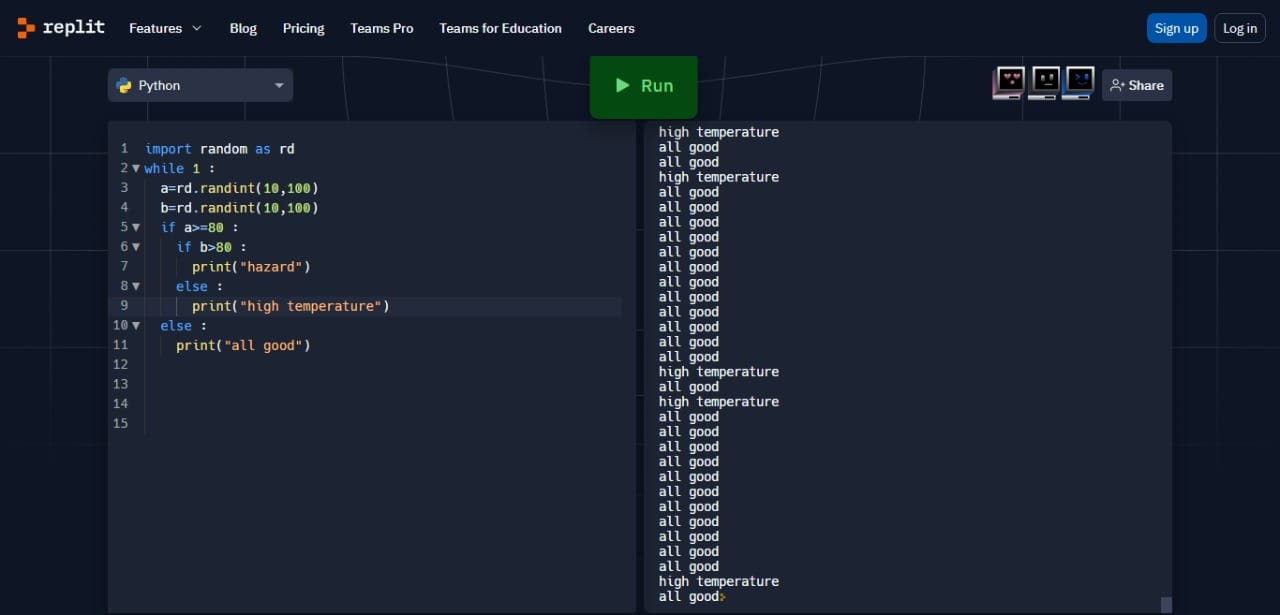 replit Features Blog Pricing Teams Pro Teams for Education Careers Sign up Log in
Python Run Share
1 import random as rd
2 while 1 :
3 a=rd.randint(10,100)
4 b=rd.randint(10,100)
5 if a>=80 :
6 if b>80 :
7 print("hazard")
8 else :
9 print("high temperature")
10 else :
11 print("all good")
12
13
14
15
high temperature
all good
all good
high temperature
all good
all good
all good
all good
all good
all good
all good
all good
all good
all good
all good
all good
high temperature
all good
high temperature
all good
all good
all good
all good
all good
all good
all good
all good
all good
all good
all good
high temperature
all good